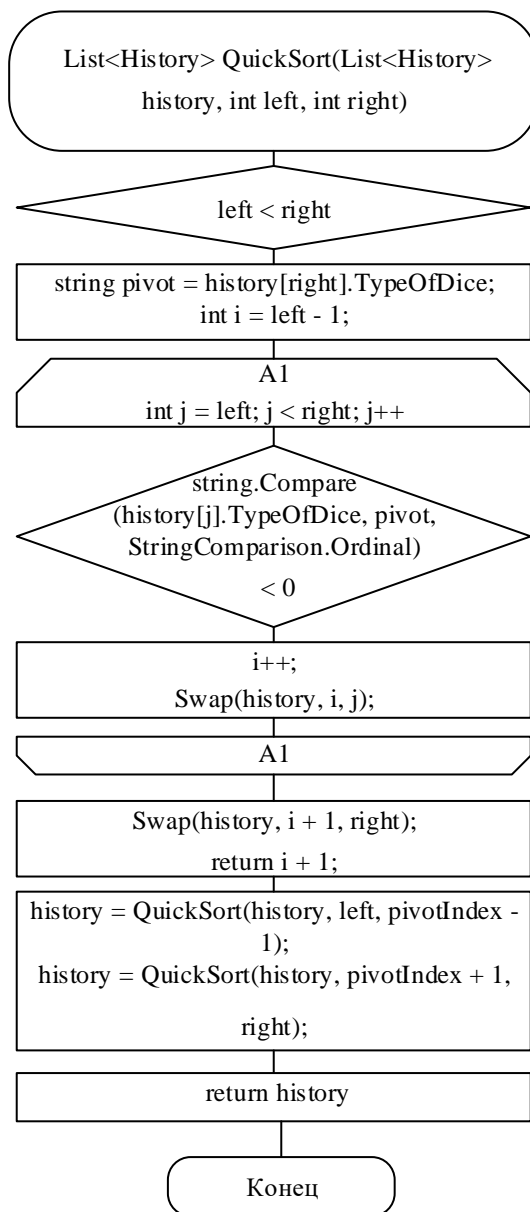 List<History> QuickSort(List<History>
history, int left, int right)
left < right
string pivot = history[right].TypeOfDice;
int i = left - 1;
A1
int j = left; j < right; j++
string.Compare
(history[j].TypeOfDice, pivot,
StringComparison.Ordinal)
< 0
i++;
Swap(history, i, j);
A1
Swap(history, i + 1, right);
return i + 1;
history = QuickSort(history, left, pivotIndex -
1);
history = QuickSort(history, pivotIndex + 1,
right);
return history
Конец